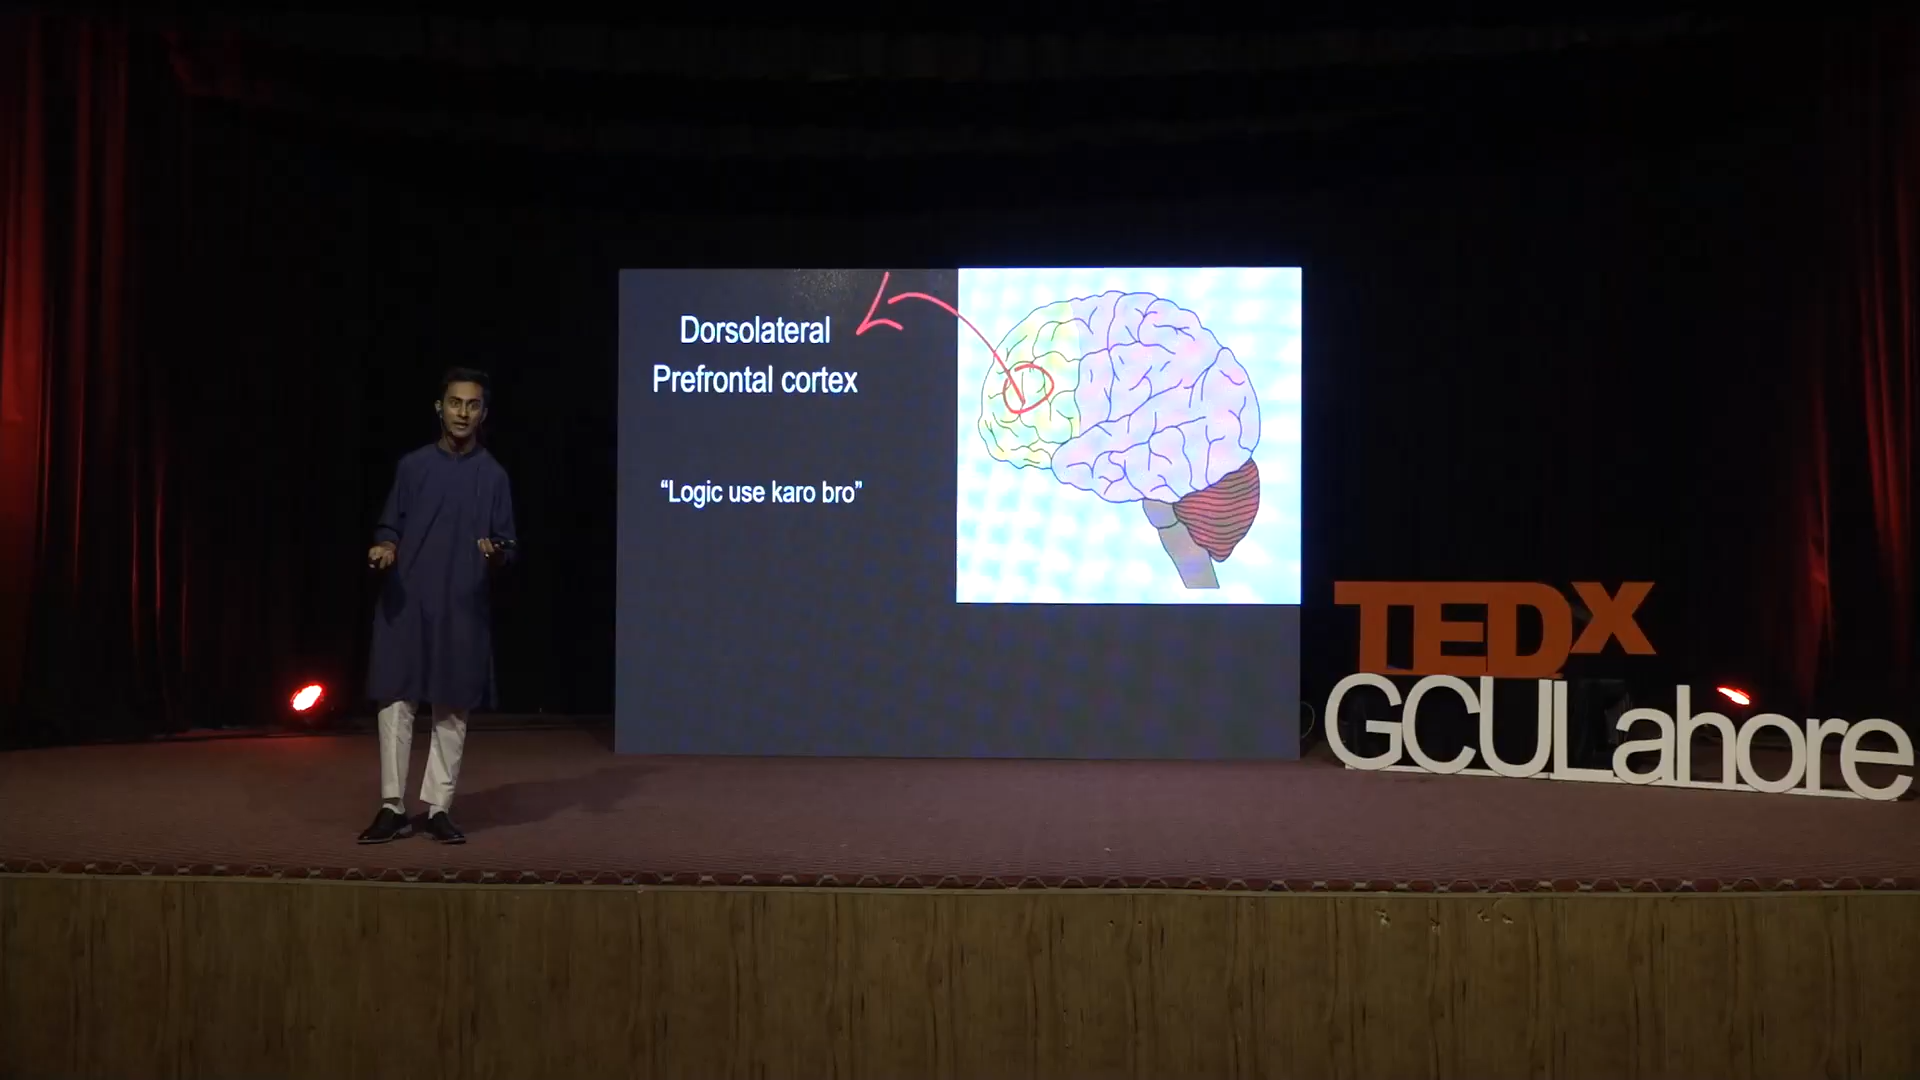 Dorsolateral
Prefrontal cortex
“Logic use karo bro”
TEDx
GCULahore